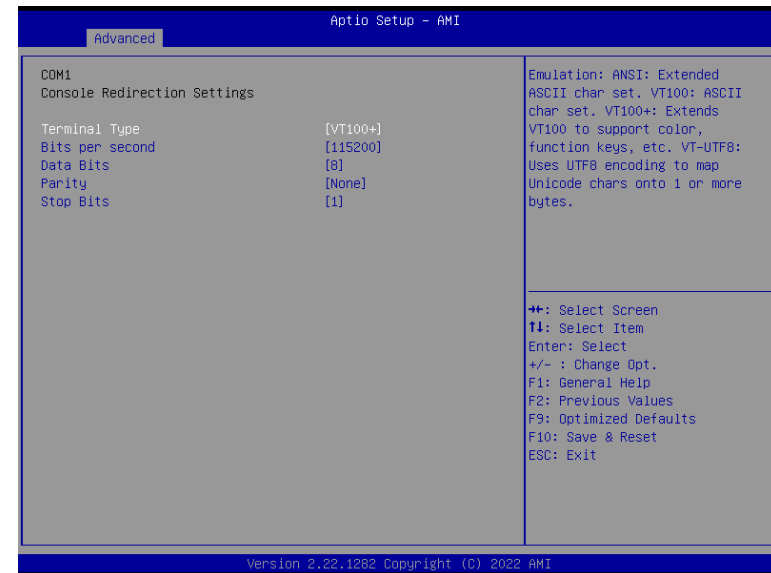 Aptio Setup – AMI
Advanced
COM1
Console Redirection Settings
Terminal Type [VT100+]
Bits per second [115200]
Data Bits [8]
Parity [None]
Stop Bits [1]
Emulation: ANSI: Extended
ASCII char set. VT100: ASCII
char set. VT100+: Extends
VT100 to support color,
function keys, etc. VT-UTF8:
Uses UTF8 encoding to map
Unicode chars onto 1 or more
bytes.
→←: Select Screen
↑↓: Select Item
Enter: Select
+/- : Change Opt.
F1: General Help
F2: Previous Values
F9: Optimized Defaults
F10: Save & Reset
ESC: Exit
Version 2.22.1282 Copyright (C) 2022 AMI